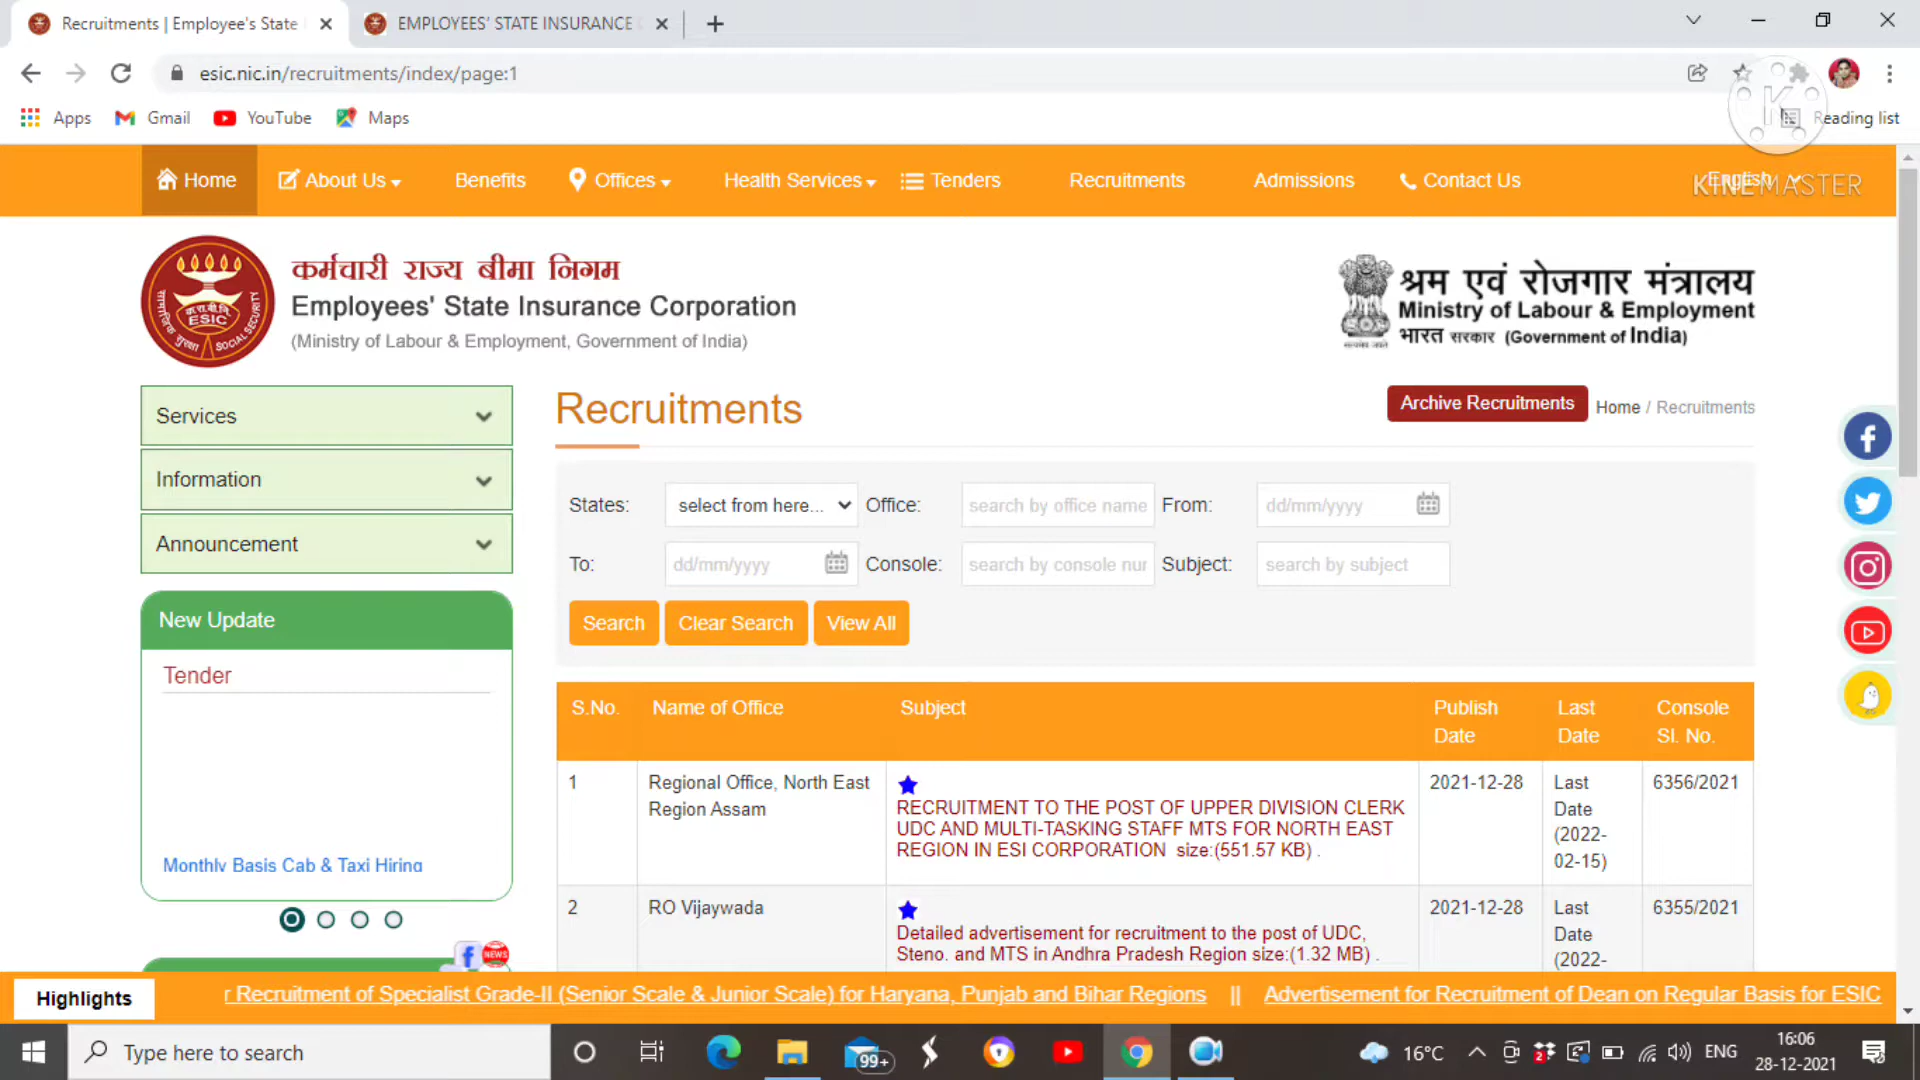 Recruitments | Employee's State
EMPLOYEES' STATE INSURANCE
esic.nic.in/recruitments/index/page:1
Apps
Gmail
YouTube
Maps
Reading list
Home
About Us
Benefits
Offices
Health Services
Tenders
Recruitments
Admissions
Contact Us
English
KINEMASTER
कर्मचारी राज्य बीमा निगम
Employees' State Insurance Corporation
(Ministry of Labour & Employment, Government of India)
क.रा.बी.नि.
ESIC
सामाजिक सुरक्षा
SOCIAL SECURITY
श्रम एवं रोजगार मंत्रालय
Ministry of Labour & Employment
भारत सरकार (Government of India)
सत्यमेव जयते
Services
Information
Announcement
New Update
Tender
Monthly Basis Cab & Taxi Hiring
Recruitments
Archive Recruitments
Home / Recruitments
States: select from here... Office: search by office name From: dd/mm/yyyy
To: dd/mm/yyyy Console: search by console nur Subject: search by subject
Search Clear Search View All
S.No. Name of Office Subject Publish Date Last Date Console Sl. No.
1 Regional Office, North East Region Assam
RECRUITMENT TO THE POST OF UPPER DIVISION CLERK
UDC AND MULTI-TASKING STAFF MTS FOR NORTH EAST
REGION IN ESI CORPORATION size:(551.57 KB) .
2021-12-28
Last
Date
(2022-
02-15)
6356/2021
2 RO Vijaywada
Detailed advertisement for recruitment to the post of UDC,
Steno. and MTS in Andhra Pradesh Region size:(1.32 MB) .
2021-12-28
Last
Date
(2022-
6355/2021
NEWS
Highlights
r Recruitment of Specialist Grade-II (Senior Scale & Junior Scale) for Haryana, Punjab and Bihar Regions || Advertisement for Recruitment of Dean on Regular Basis for ESIC
Type here to search
99+
16°C
2
ENG
16:06
28-12-2021